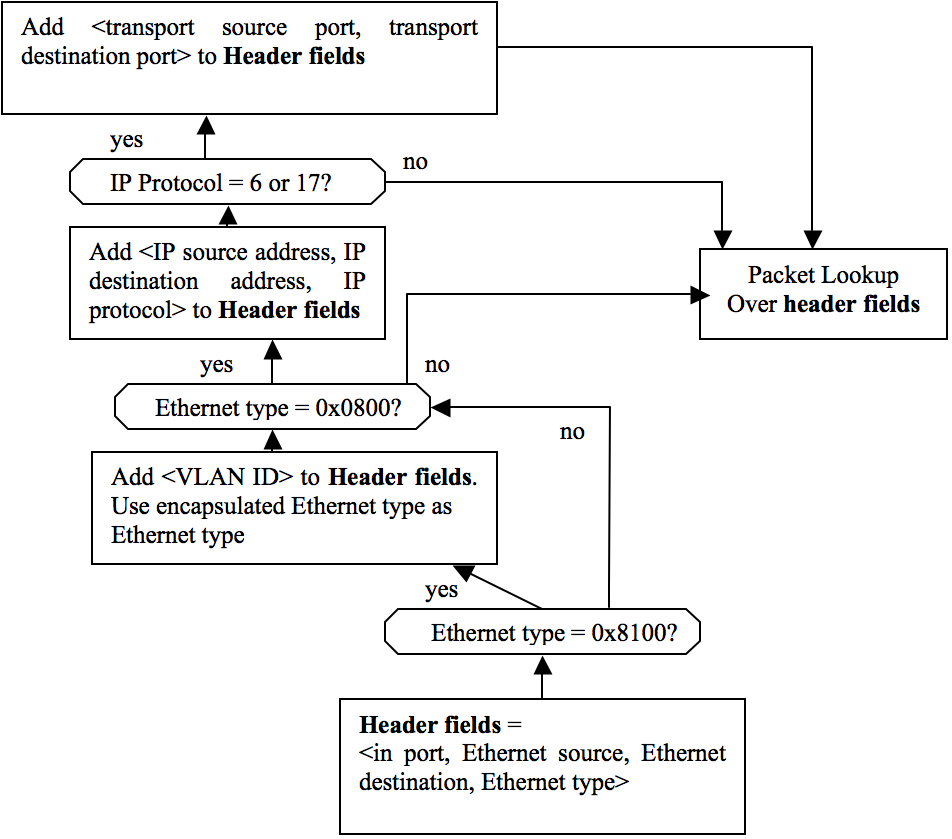 Add <transport source port, transport
destination port> to Header fields
yes
no
IP Protocol = 6 or 17?
Add <IP source address, IP
destination address, IP
protocol> to Header fields
Packet Lookup
Over header fields
yes
no
Ethernet type = 0x0800?
no
Add <VLAN ID> to Header fields.
Use encapsulated Ethernet type as
Ethernet type
yes
Ethernet type = 0x8100?
Header fields =
<in port, Ethernet source, Ethernet
destination, Ethernet type>